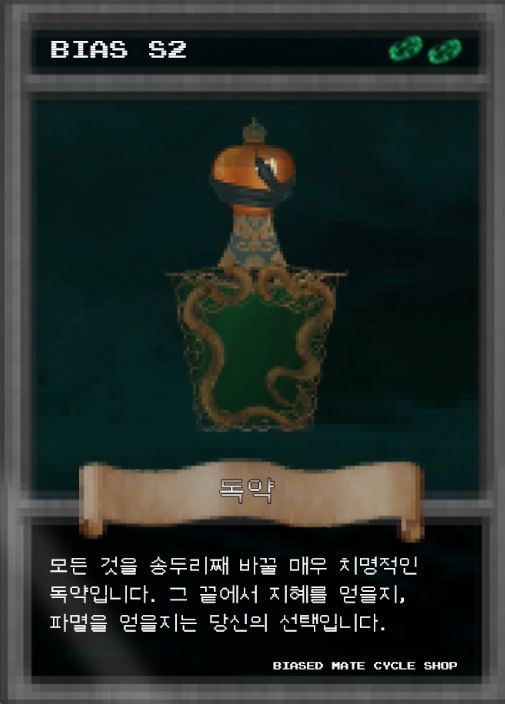 BIAS S2
독약
모든 것을 송두리째 바꿀 매우 치명적인
독약입니다. 그 끝에서 지혜를 얻을지,
파멸을 얻을지는 당신의 선택입니다.
BIASED MATE CYCLE SHOP